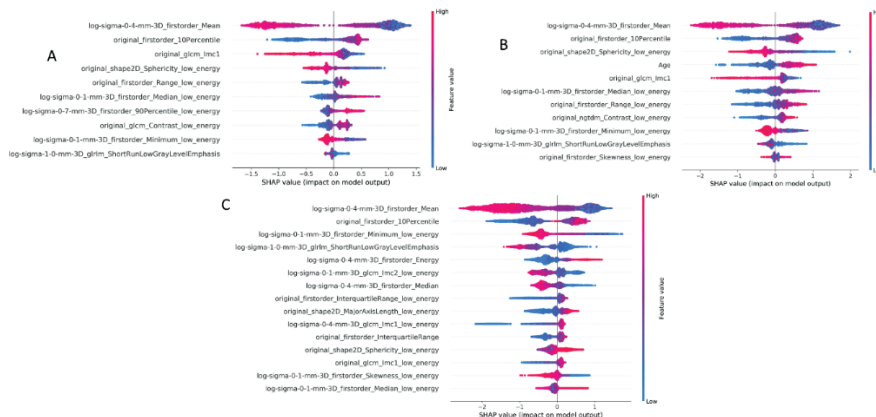 A
log-sigma-0-4-mm-3D_firstorder_Mean
original_firstorder_10Percentile
original_glcm_Imc1
original_shape2D_Sphericity_low_energy
original_firstorder_Range_low_energy
log-sigma-0-1-mm-3D_firstorder_Median_low_energy
log-sigma-0-7-mm-3D_firstorder_90Percentile_low_energy
original_glcm_Contrast_low_energy
log-sigma-0-1-mm-3D_firstorder_Minimum_low_energy
log-sigma-1-0-mm-3D_glrlm_ShortRunLowGrayLevelEmphasis
−1.5 −1.0 −0.5 0.0 0.5 1.0 1.5
SHAP value (impact on model output)
High
Feature value
Low
B
log-sigma-0-4-mm-3D_firstorder_Mean
original_firstorder_10Percentile
original_shape2D_Sphericity_low_energy
Age
original_glcm_Imc1
log-sigma-0-1-mm-3D_firstorder_Median_low_energy
original_firstorder_Range_low_energy
original_ngtdm_Contrast_low_energy
log-sigma-0-1-mm-3D_firstorder_Minimum_low_energy
log-sigma-1-0-mm-3D_glrlm_ShortRunLowGrayLevelEmphasis
original_firstorder_Skewness_low_energy
−2 −1 0 1 2
SHAP value (impact on model output)
C
log-sigma-0-4-mm-3D_firstorder_Mean
original_firstorder_10Percentile
log-sigma-0-1-mm-3D_firstorder_Minimum_low_energy
log-sigma-1-0-mm-3D_glrlm_ShortRunLowGrayLevelEmphasis
log-sigma-0-4-mm-3D_firstorder_Energy
log-sigma-0-1-mm-3D_glcm_Imc2_low_energy
log-sigma-0-4-mm-3D_firstorder_Median
original_firstorder_InterquartileRange_low_energy
original_shape2D_MajorAxisLength_low_energy
log-sigma-0-4-mm-3D_glcm_Imc1_low_energy
original_firstorder_InterquartileRange
original_shape2D_Sphericity_low_energy
original_glcm_Imc1_low_energy
log-sigma-0-1-mm-3D_firstorder_Skewness_low_energy
log-sigma-0-1-mm-3D_firstorder_Median_low_energy
−2 −1 0 1
SHAP value (impact on model output)
High
Feature value
Low